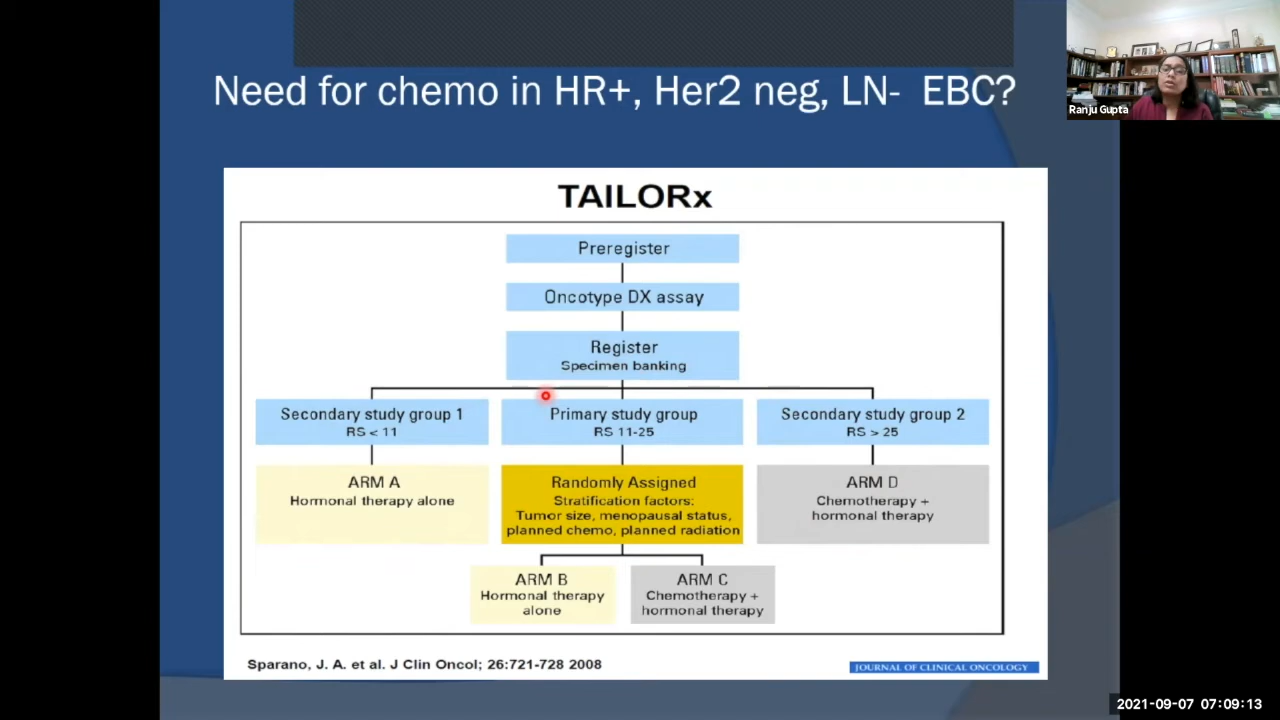 Need for chemo in HR+, Her2 neg, LN-  EBC?
Ranju Gupta
TAILORx
Preregister
Oncotype DX assay
Register
Specimen banking
Secondary study group 1
RS < 11
Primary study group
RS 11-25
Secondary study group 2
RS > 25
ARM A
Hormonal therapy alone
Randomly Assigned
Stratification factors:
Tumor size, menopausal status,
planned chemo, planned radiation
ARM D
Chemotherapy +
hormonal therapy
ARM B
Hormonal therapy
alone
ARM C
Chemotherapy +
hormonal therapy
Sparano, J. A. et al. J Clin Oncol; 26:721-728 2008
JOURNAL OF CLINICAL ONCOLOGY
2021-09-07 07:09:13